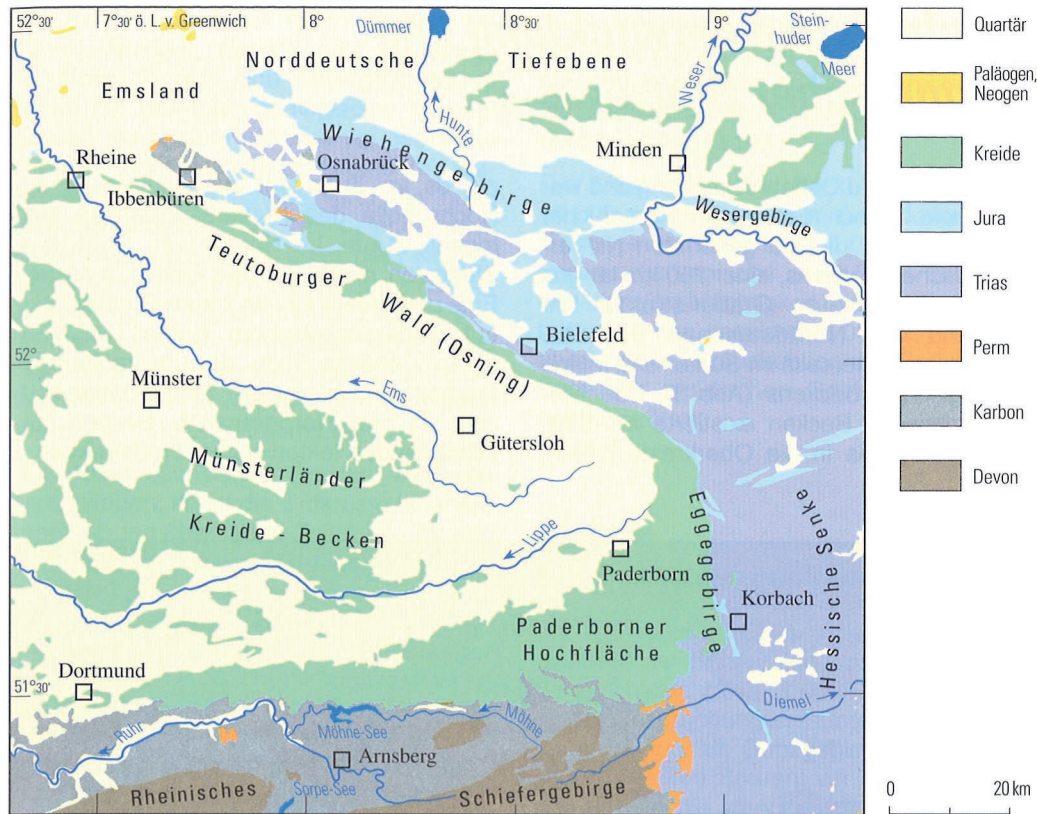 52°30'
7°30' ö. L. v. Greenwich
8°
Dümmer
8°30'
9°
Stein-
huder
Meer
Norddeutsche Tiefebene
Emsland
Weser
Hunte
Wiehengebirge
Rheine
Osnabrück
Minden
Ibbenbüren
Wesergebirge
Teutoburger Wald (Osning)
Bielefeld
52°
Münster
Ems
Gütersloh
Münsterländer
Kreide - Becken
Lippe
Paderborn
Eggegebirge
Hessische Senke
Korbach
Paderborner
Hochfläche
Dortmund
51°30'
Diemel
Ruhr
Möhne-See
Möhne
Arnsberg
Sorpe-See
Rheinisches Schiefergebirge
Quartär
Paläogen,
Neogen
Kreide
Jura
Trias
Perm
Karbon
Devon
0 20 km